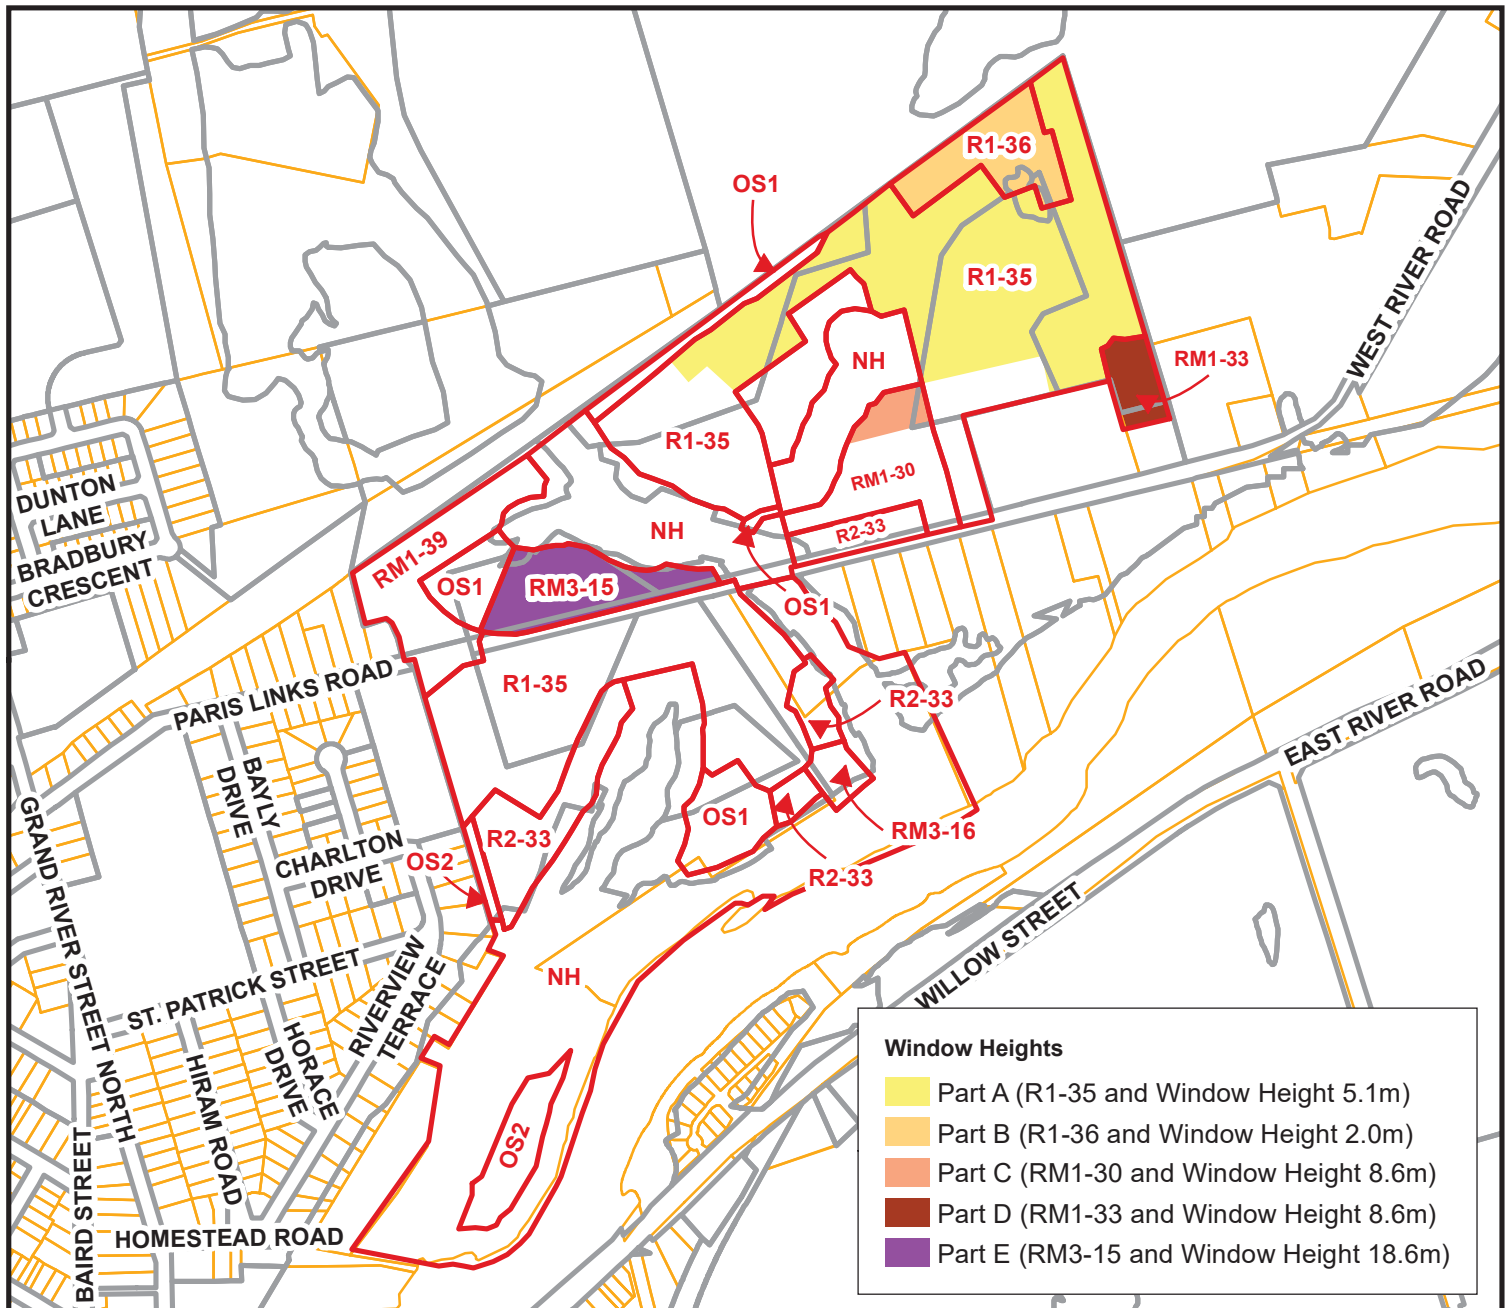 R1-36
OS1
R1-35
WEST RIVER ROAD
NH
RM1-33
R1-35
RM1-30
DUNTON
LANE
BRADBURY
CRESCENT
NH
R2-33
RM1-39
OS1
RM3-15
OS1
R1-35
PARIS LINKS ROAD
R2-33
EAST RIVER ROAD
BAYLY
DRIVE
OS1
RM3-16
R2-33
CHARLTON
DRIVE
OS2
R2-33
GRAND RIVER STREET NORTH
WILLOW STREET
ST. PATRICK STREET
RIVERVIEW
TERRACE
NH
HORACE
DRIVE
HIRAM ROAD
OS2
BAIRD STREET
HOMESTEAD ROAD
Window Heights
Part A (R1-35 and Window Height 5.1m)
Part B (R1-36 and Window Height 2.0m)
Part C (RM1-30 and Window Height 8.6m)
Part D (RM1-33 and Window Height 8.6m)
Part E (RM3-15 and Window Height 18.6m)